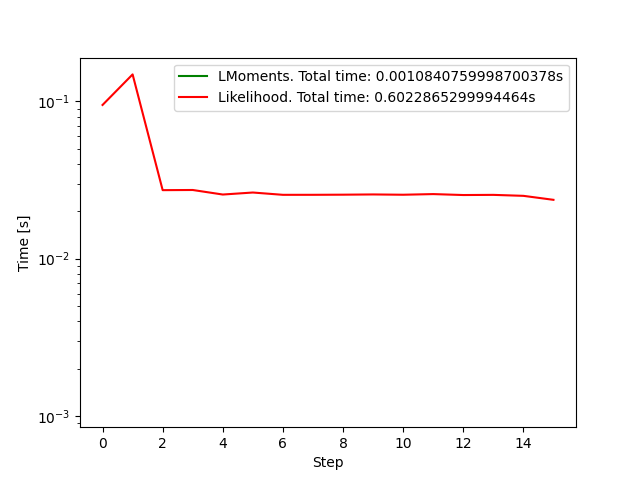 LMoments. Total time: 0.0010840759998700378s
Likelihood. Total time: 0.6022865299994464s
10⁻¹
10⁻²
10⁻³
Time [s]
0 2 4 6 8 10 12 14
Step